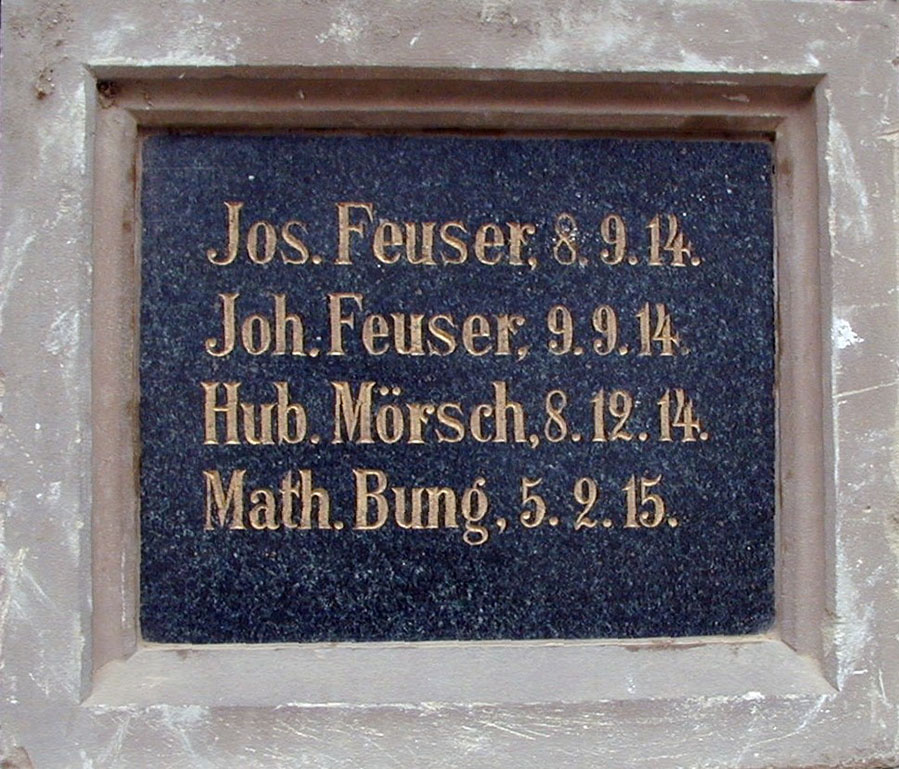 Jos. Feuser, 8. 9. 14.
Joh. Feuser, 9. 9. 14.
Hub. Mörsch, 8. 12. 14.
Math. Bung, 5. 2. 15.